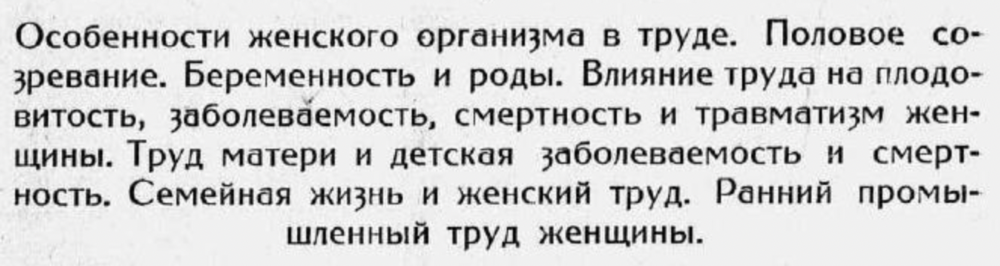 Особенности женского организма в труде. Половое со-
зревание. Беременность и роды. Влияние труда на плодо-
витость, заболеваемость, смертность и травматизм жен-
щины. Труд матери и детская заболеваемость и смерт-
ность. Семейная жизнь и женский труд. Ранний промы-
шленный труд женщины.